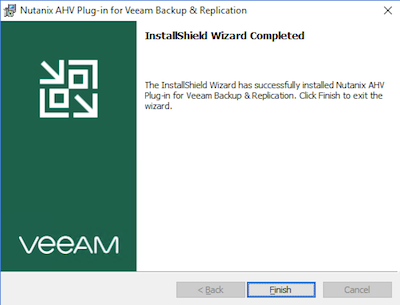 Nutanix AHV Plug-in for Veeam Backup & Replication
InstallShield Wizard Completed
The InstallShield Wizard has successfully installed Nutanix AHV
Plug-in for Veeam Backup & Replication. Click Finish to exit the
wizard.
veeAM
< Back
Finish
Cancel